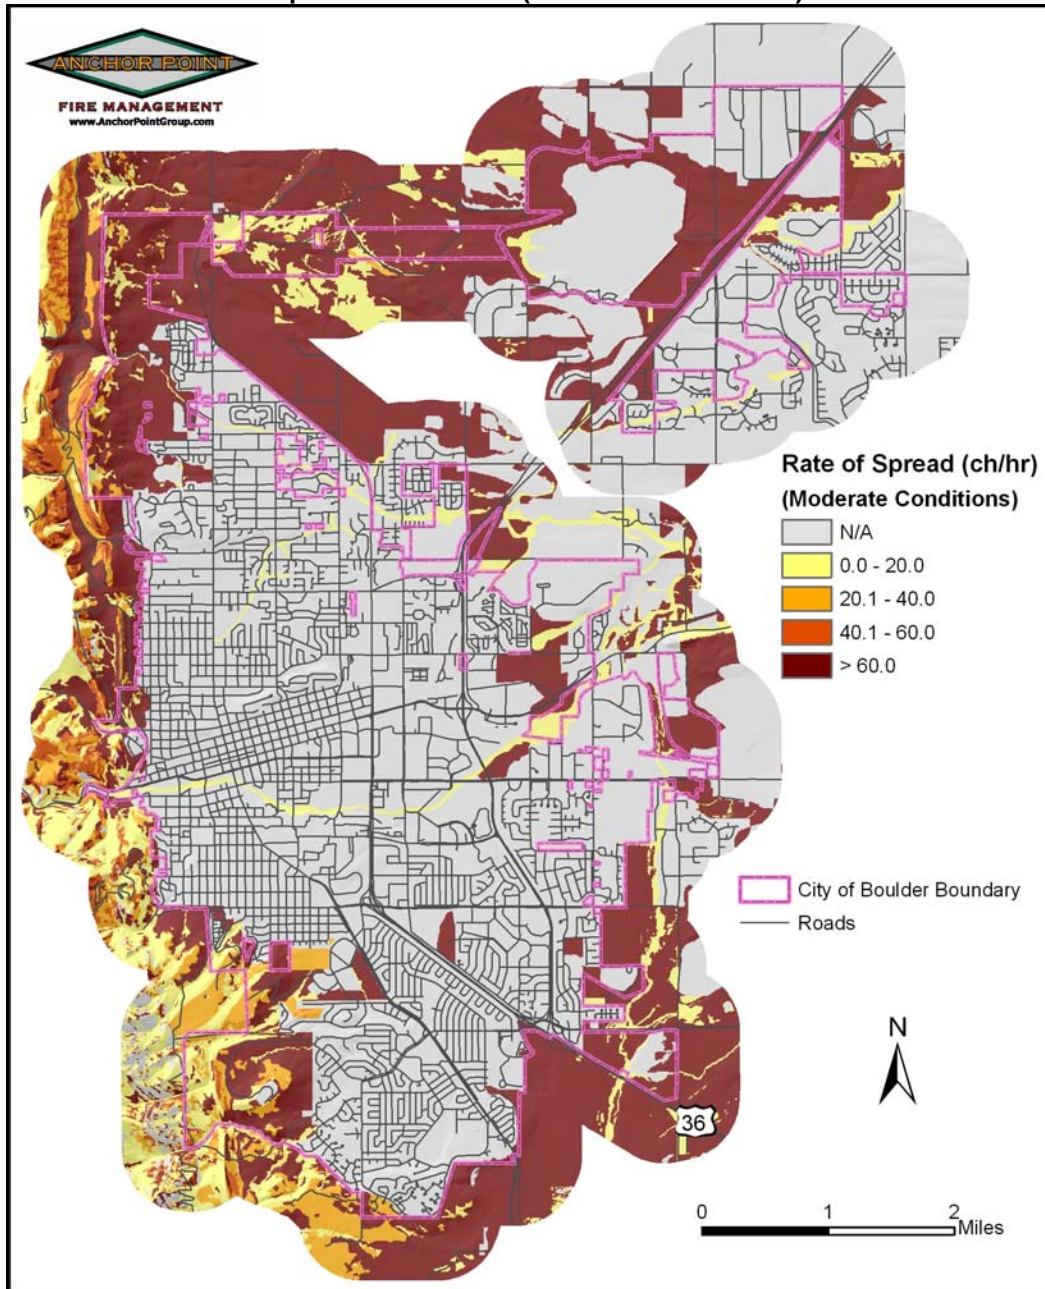 ANCHOR POINT
FIRE MANAGEMENT
www.AnchorPointGroup.com
Rate of Spread (ch/hr)
(Moderate Conditions)
N/A
0.0 - 20.0
20.1 - 40.0
40.1 - 60.0
> 60.0
City of Boulder Boundary
Roads
N
36
0 1 2
Miles